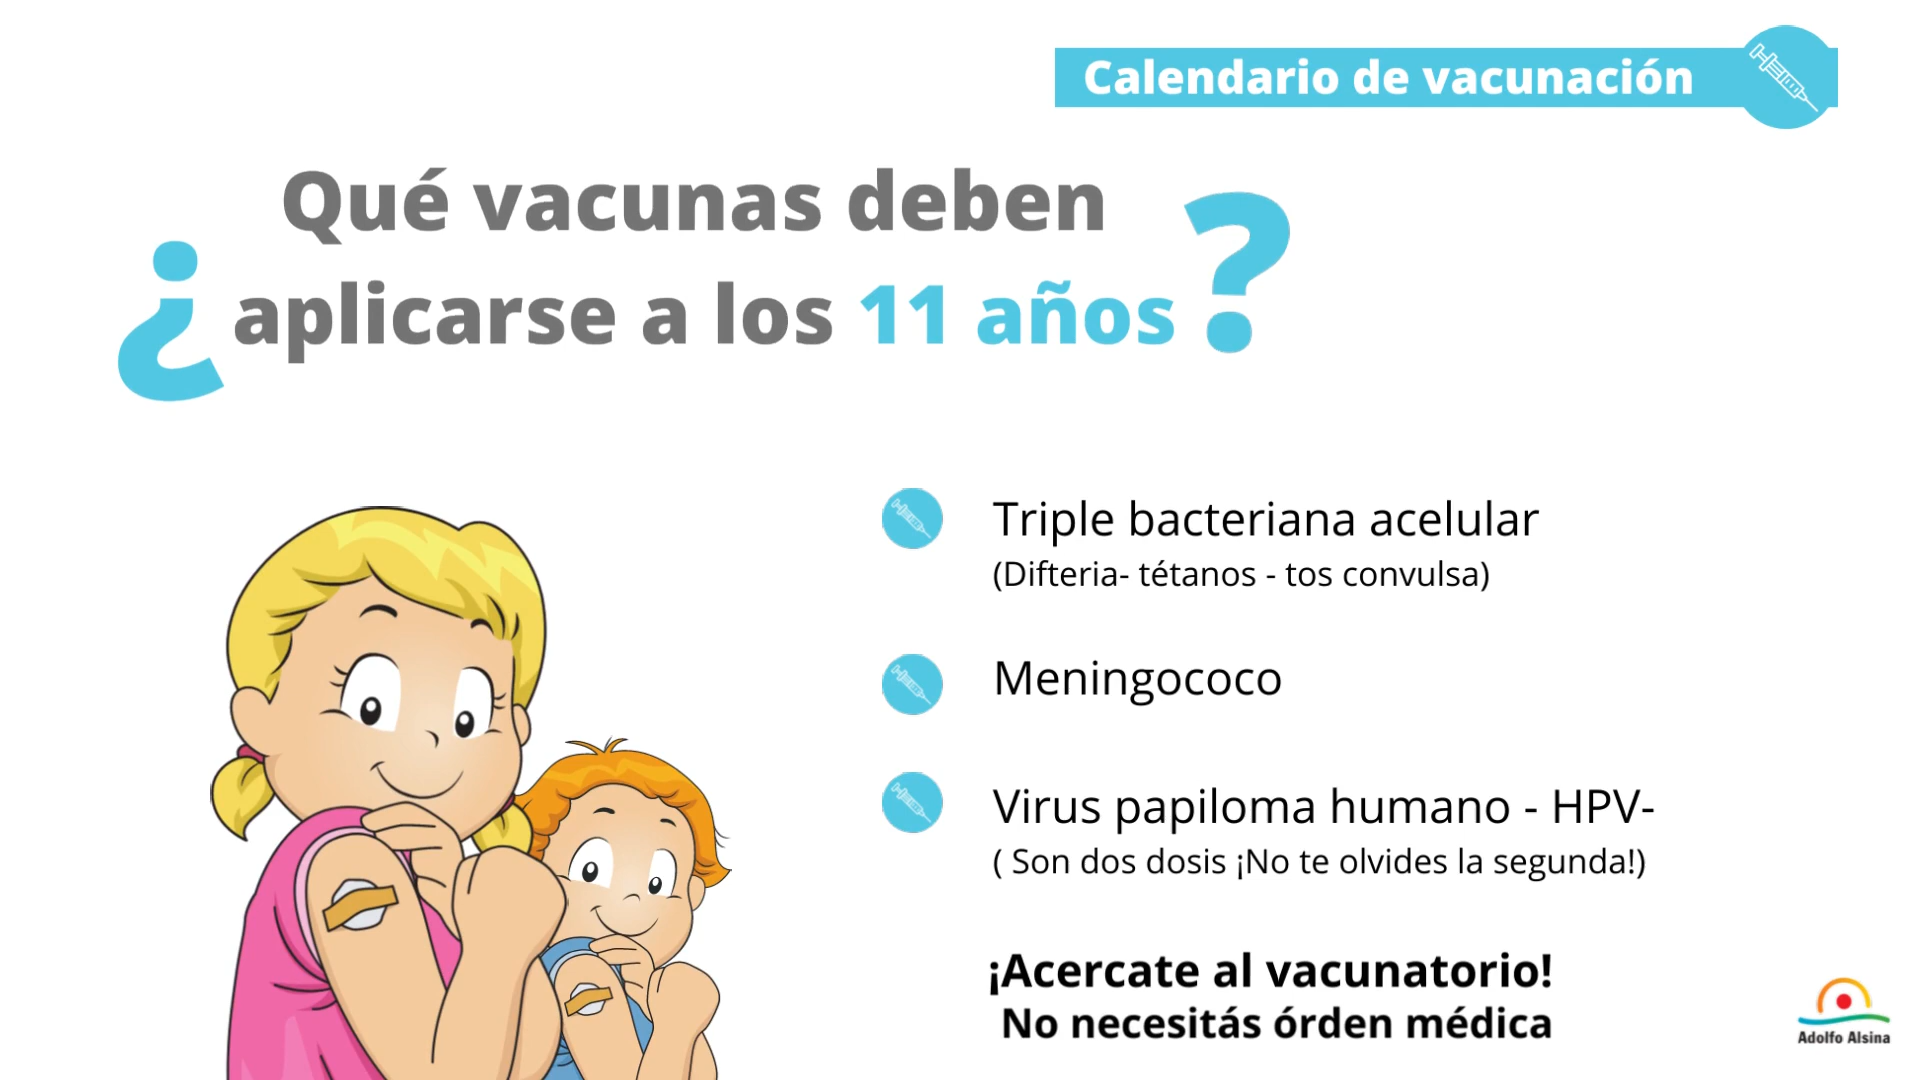 Calendario de vacunación
¿Qué vacunas deben
aplicarse a los 11 años?
Triple bacteriana acelular
(Difteria- tétanos - tos convulsa)
Meningococo
Virus papiloma humano - HPV-
( Son dos dosis ¡No te olvides la segunda!)
¡Acercate al vacunatorio!
No necesitás órden médica
Adolfo Alsina